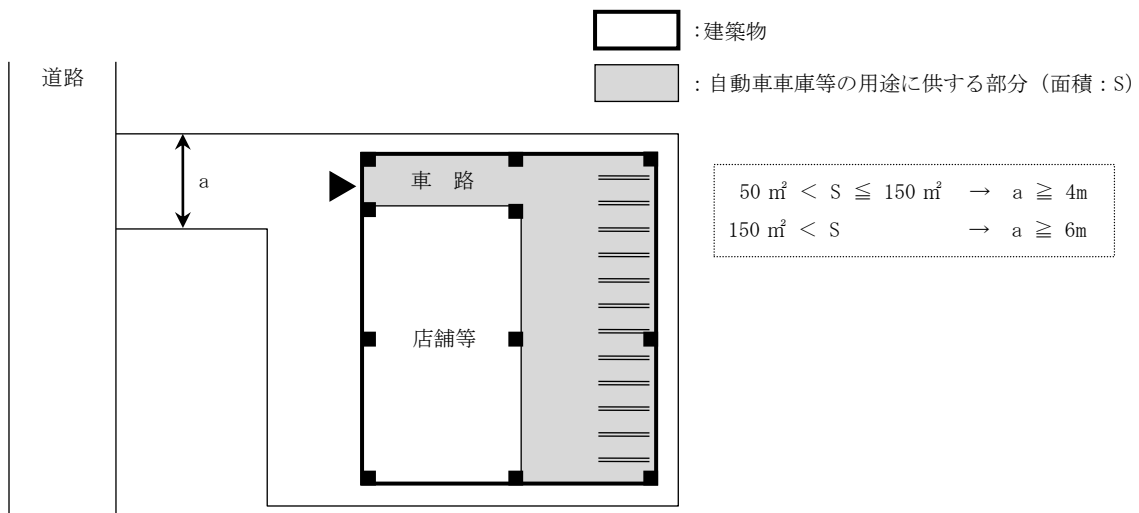 :建築物
道路
:自動車車庫等の用途に供する部分(面積:S)
a
車 路
50 ㎡ < S ≦ 150 ㎡ → a ≧ 4m
150 ㎡ < S → a ≧ 6m
店舗等